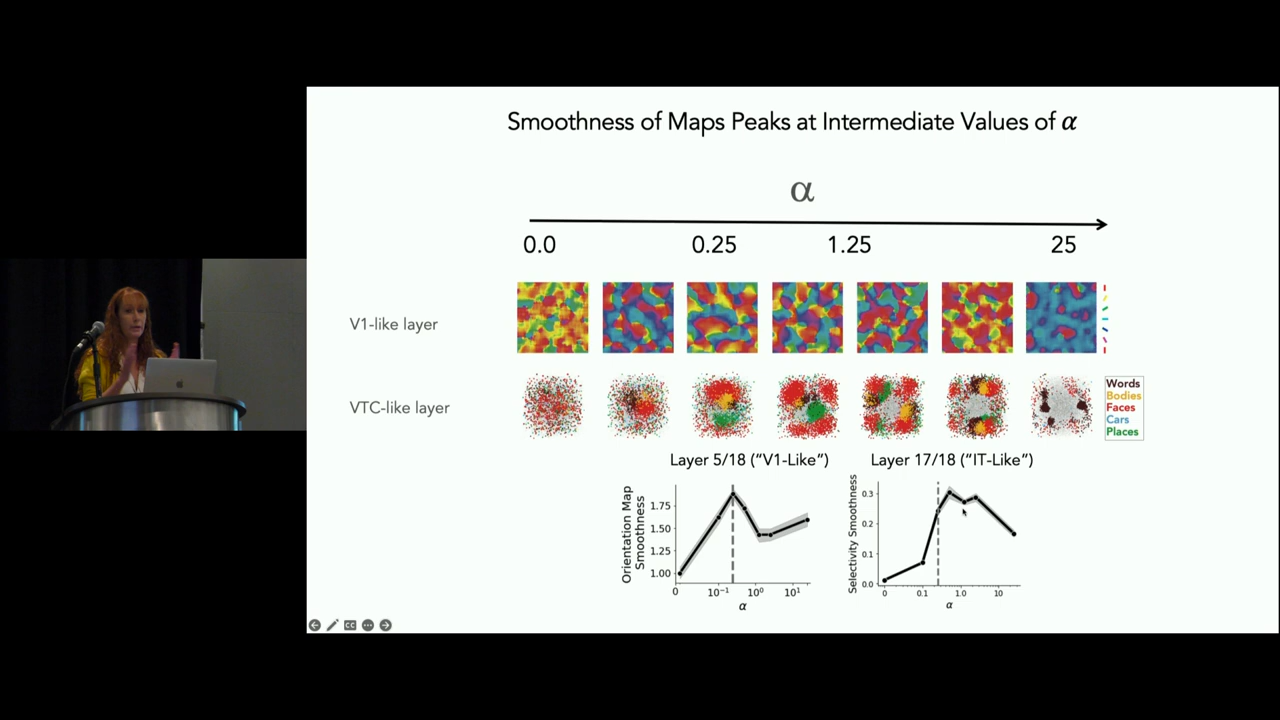 Smoothness of Maps Peaks at Intermediate Values of α
α
0.0 0.25 1.25 25
V1-like layer
VTC-like layer
Words
Bodies
Faces
Cars
Places
Layer 5/18 (“V1-Like”)
Orientation Map
Smoothness
1.75
1.50
1.25
1.00
0 10⁻¹ 10⁰ 10¹
α
Layer 17/18 (“IT-Like”)
Selectivity Smoothness
0.3
0.2
0.1
0.0
0 0.1 1.0 10
α
CC